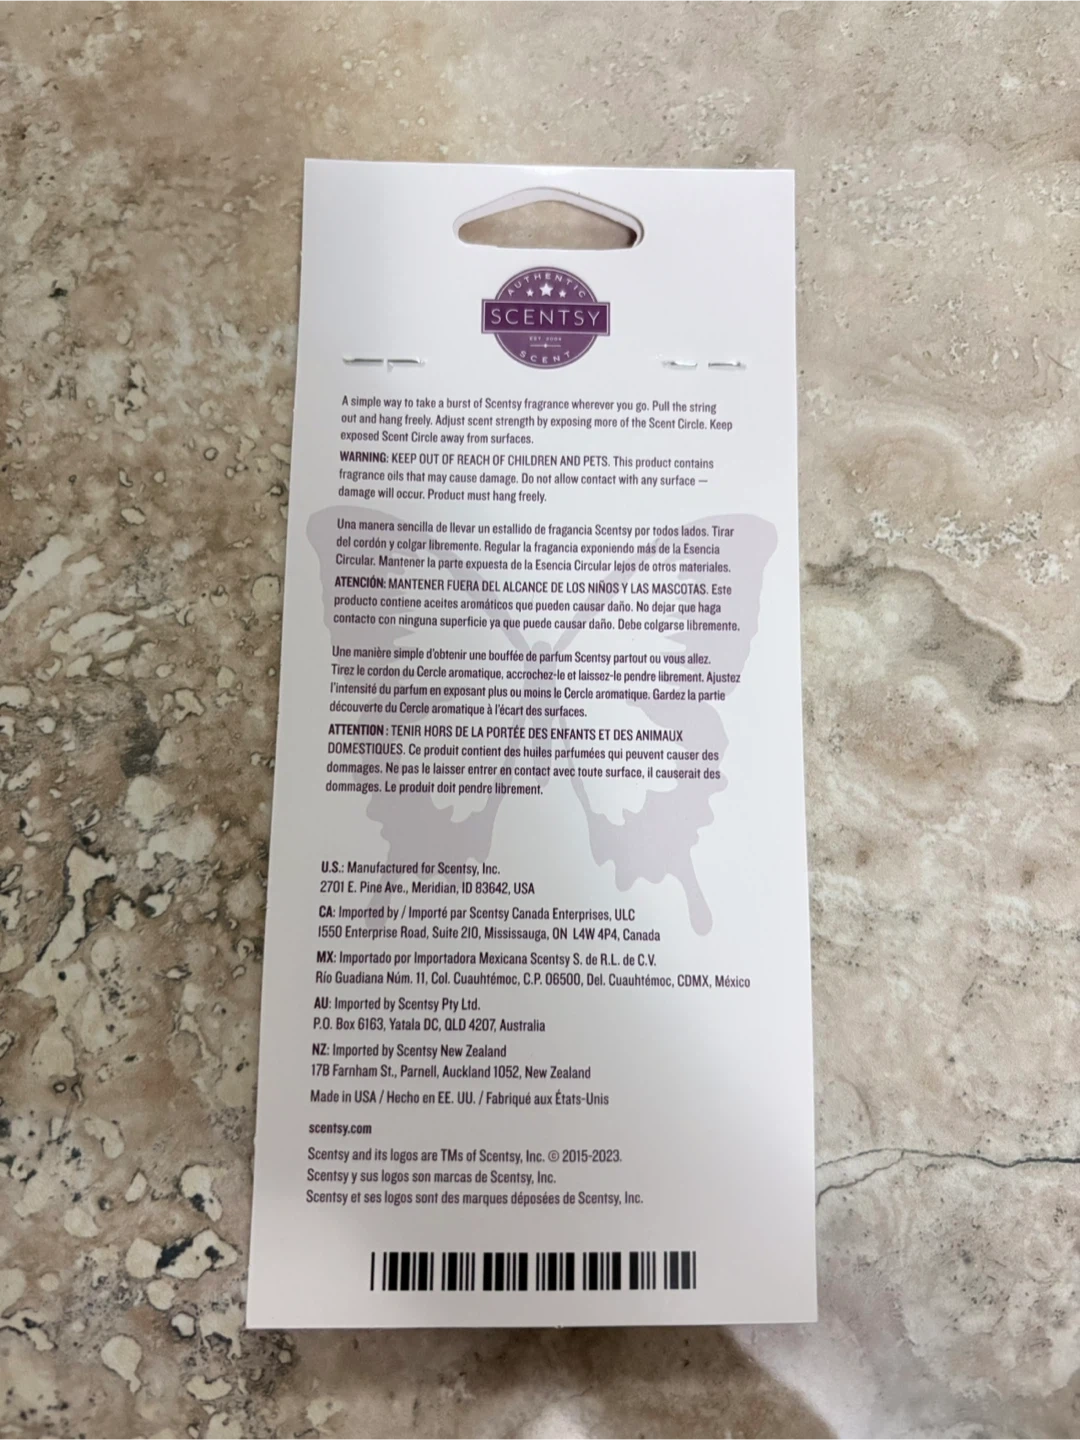 AUTHENTIC
SCENTSY
EST. 2004
SCENT
A simple way to take a burst of Scentsy fragrance wherever you go. Pull the string
out and hang freely. Adjust scent strength by exposing more of the Scent Circle. Keep
exposed Scent Circle away from surfaces.
WARNING: KEEP OUT OF REACH OF CHILDREN AND PETS. This product contains
fragrance oils that may cause damage. Do not allow contact with any surface —
damage will occur. Product must hang freely.
Una manera sencilla de llevar un estallido de fragancia Scentsy por todos lados. Tirar
del cordón y colgar libremente. Regular la fragancia exponiendo más de la Esencia
Circular. Mantener la parte expuesta de la Esencia Circular lejos de otros materiales.
ATENCIÓN: MANTENER FUERA DEL ALCANCE DE LOS NIÑOS Y LAS MASCOTAS. Este
producto contiene aceites aromáticos que pueden causar daño. No dejar que haga
contacto con ninguna superficie ya que puede causar daño. Debe colgarse libremente.
Une manière simple d'obtenir une bouffée de parfum Scentsy partout ou vous allez.
Tirez le cordon du Cercle aromatique, accrochez-le et laissez-le pendre librement. Ajustez
l'intensité du parfum en exposant plus ou moins le Cercle aromatique. Gardez la partie
découverte du Cercle aromatique à l'écart des surfaces.
ATTENTION : TENIR HORS DE LA PORTÉE DES ENFANTS ET DES ANIMAUX
DOMESTIQUES. Ce produit contient des huiles parfumées qui peuvent causer des
dommages. Ne pas le laisser entrer en contact avec toute surface, il causerait des
dommages. Le produit doit pendre librement.
U.S.: Manufactured for Scentsy, Inc.
2701 E. Pine Ave., Meridian, ID 83642, USA
CA: Imported by / Importé par Scentsy Canada Enterprises, ULC
1550 Enterprise Road, Suite 210, Mississauga, ON L4W 4P4, Canada
MX: Importado por Importadora Mexicana Scentsy S. de R.L. de C.V.
Río Guadiana Núm. 11, Col. Cuauhtémoc, C.P. 06500, Del. Cuauhtémoc, CDMX, México
AU: Imported by Scentsy Pty Ltd.
P.O. Box 6163, Yatala DC, QLD 4207, Australia
NZ: Imported by Scentsy New Zealand
17B Farnham St., Parnell, Auckland 1052, New Zealand
Made in USA / Hecho en EE. UU. / Fabriqué aux États-Unis
scentsy.com
Scentsy and its logos are TMs of Scentsy, Inc. © 2015-2023.
Scentsy y sus logos son marcas de Scentsy, Inc.
Scentsy et ses logos sont des marques déposées de Scentsy, Inc.